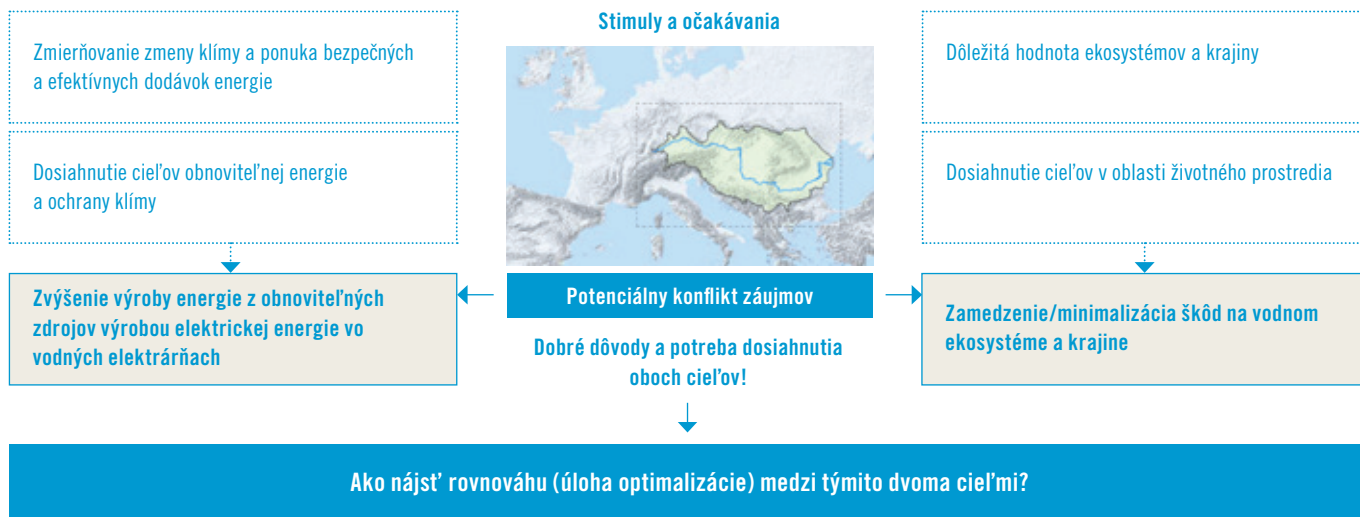 Stimuly a očakávania
Zmierňovanie zmeny klímy a ponuka bezpečných
a efektívnych dodávok energie
Dosiahnutie cieľov obnoviteľnej energie
a ochrany klímy
Zvýšenie výroby energie z obnoviteľných
zdrojov výrobou elektrickej energie vo
vodných elektrárňach
Potenciálny konflikt záujmov
Dobré dôvody a potreba dosiahnutia
oboch cieľov!
Dôležitá hodnota ekosystémov a krajiny
Dosiahnutie cieľov v oblasti životného prostredia
Zamedzenie/minimalizácia škôd na vodnom
ekosystéme a krajine
Ako nájsť rovnováhu (úloha optimalizácie) medzi týmito dvoma cieľmi?